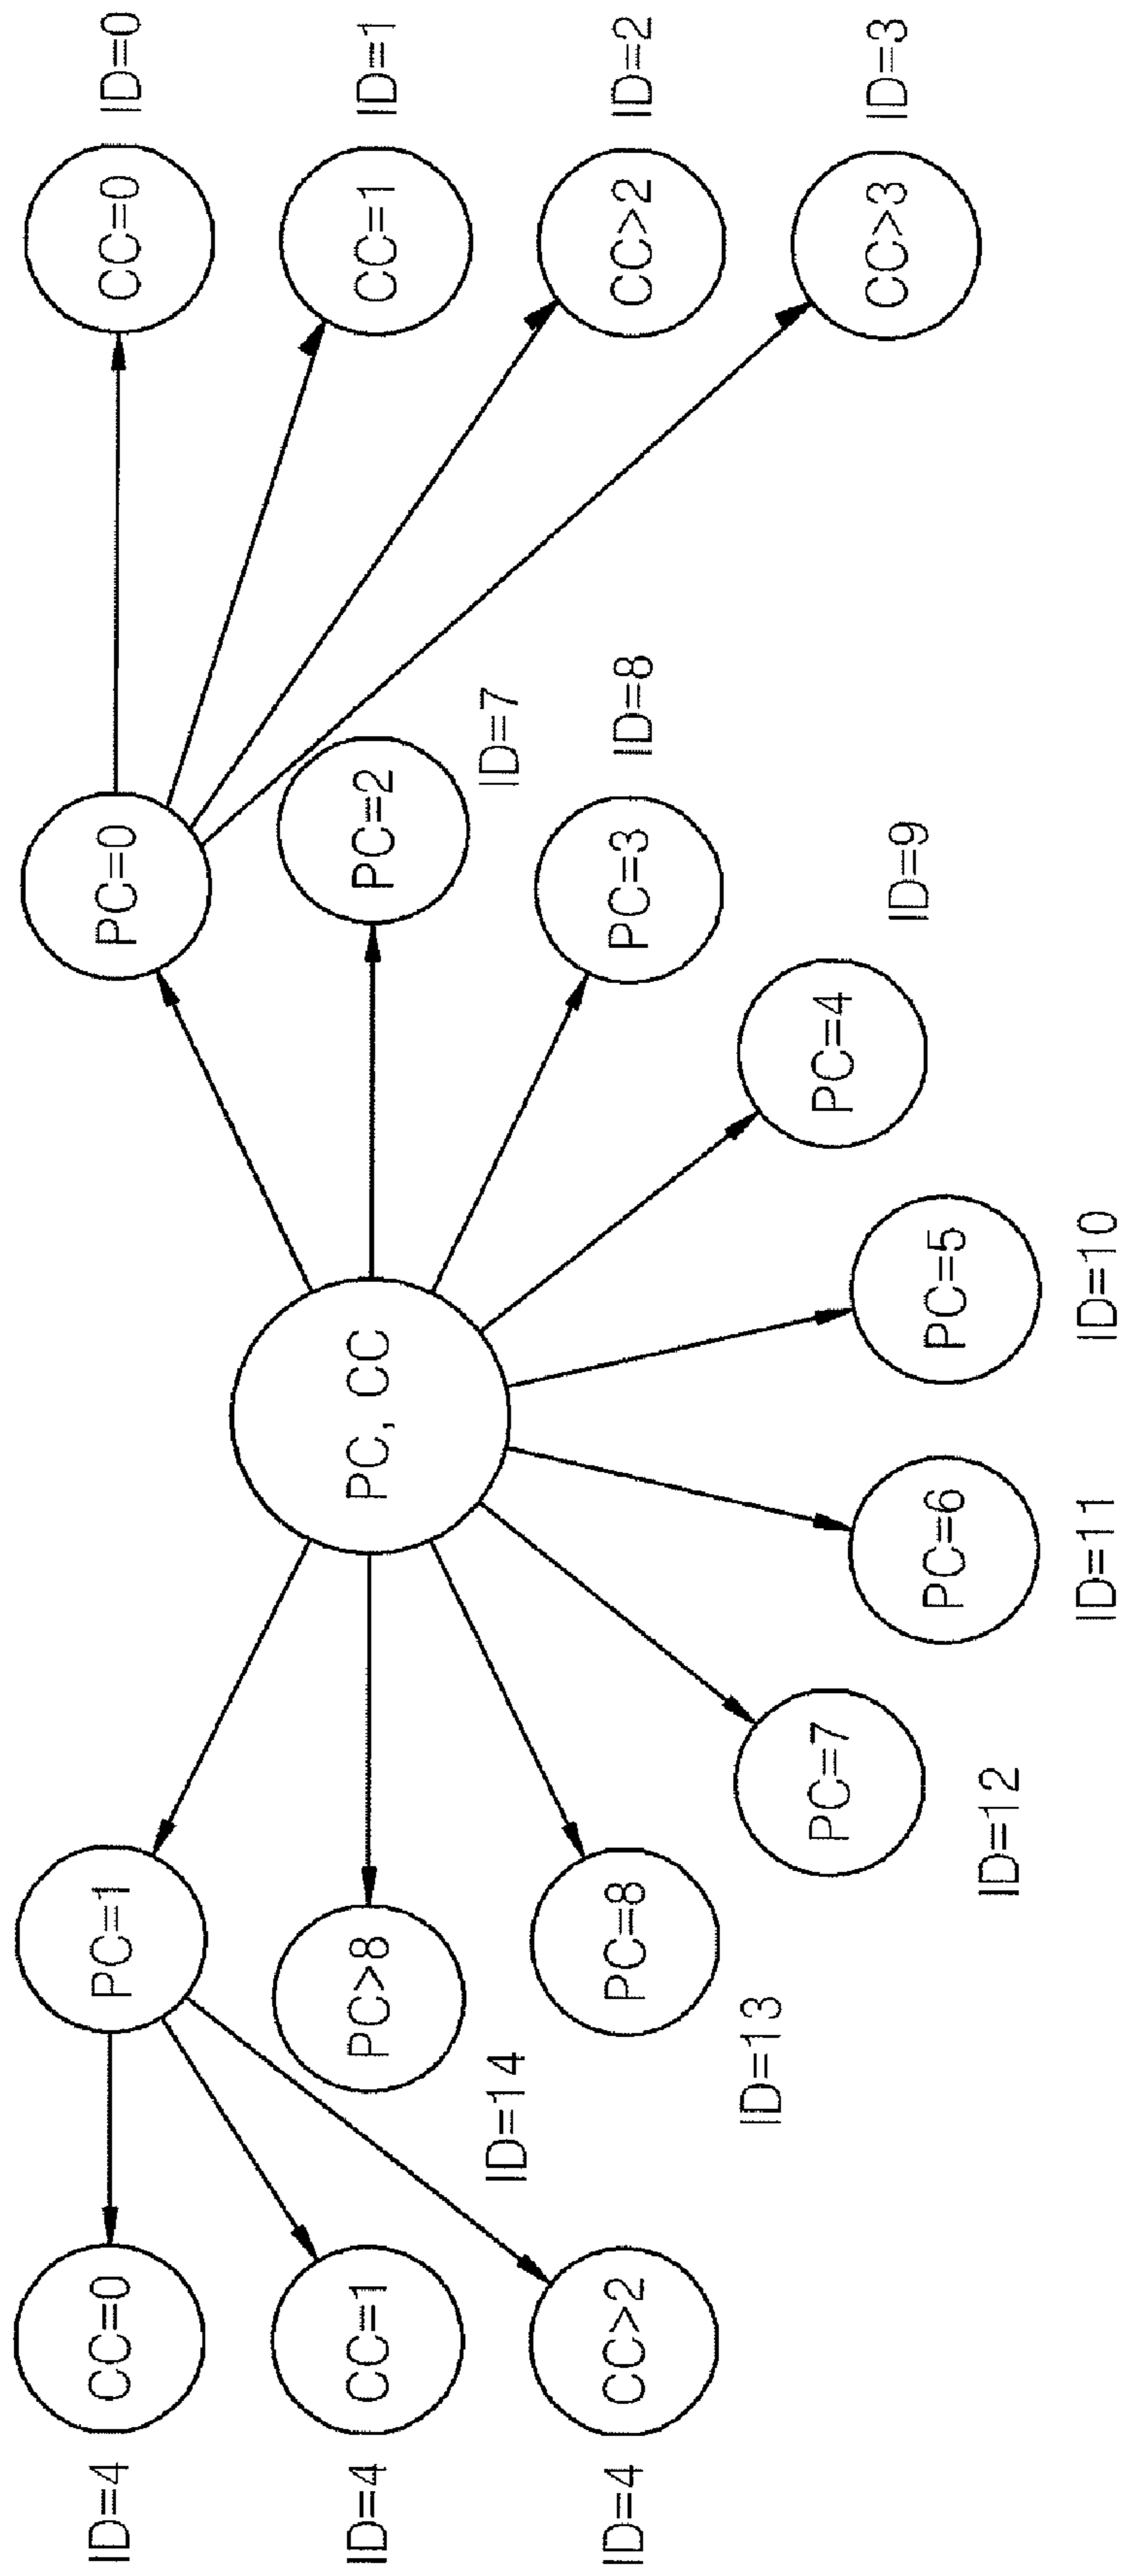 ID=4
CC=0
PC=1
PC=0
CC=0
ID=0
ID=4
CC=1
PC>8
PC, CC
PC=2
CC=1
ID=1
ID=14
ID=7
ID=4
CC>2
PC=8
PC=3
ID=8
CC>2
ID=2
ID=13
PC=7
PC=4
CC>3
ID=3
ID=9
PC=6
PC=5
ID=12
ID=11
ID=10